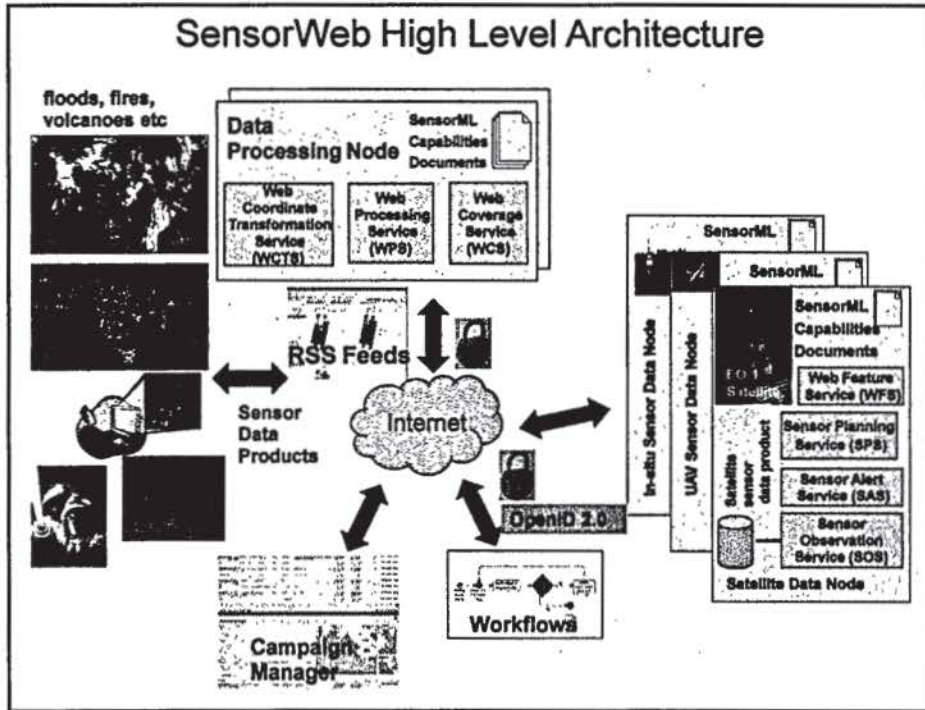 SensorWeb High Level Architecture
floods, fires,
volcanoes etc
Data
Processing Node
SensorML
Capabilities
Documents
Web
Coordinate
Transformation
Service
(WCTS)
Web
Processing
Service
(WPS)
Web
Coverage
Service
(WCS)
RSS Feeds
Sensor
Data
Products
Internet
OpenID 2.0
Campaign
Manager
Workflows
SensorML
In-situ Sensor Data Node
SensorML
UAV Sensor Data Node
SensorML
Capabilities
Documents
EO-1
Satellite
Web Feature
Service (WFS)
Sensor Planning
Service (SPS)
Sensor Alert
Service (SAS)
Sensor
Observation
Service (SOS)
Satellite
sensor
data product
Satellite Data Node